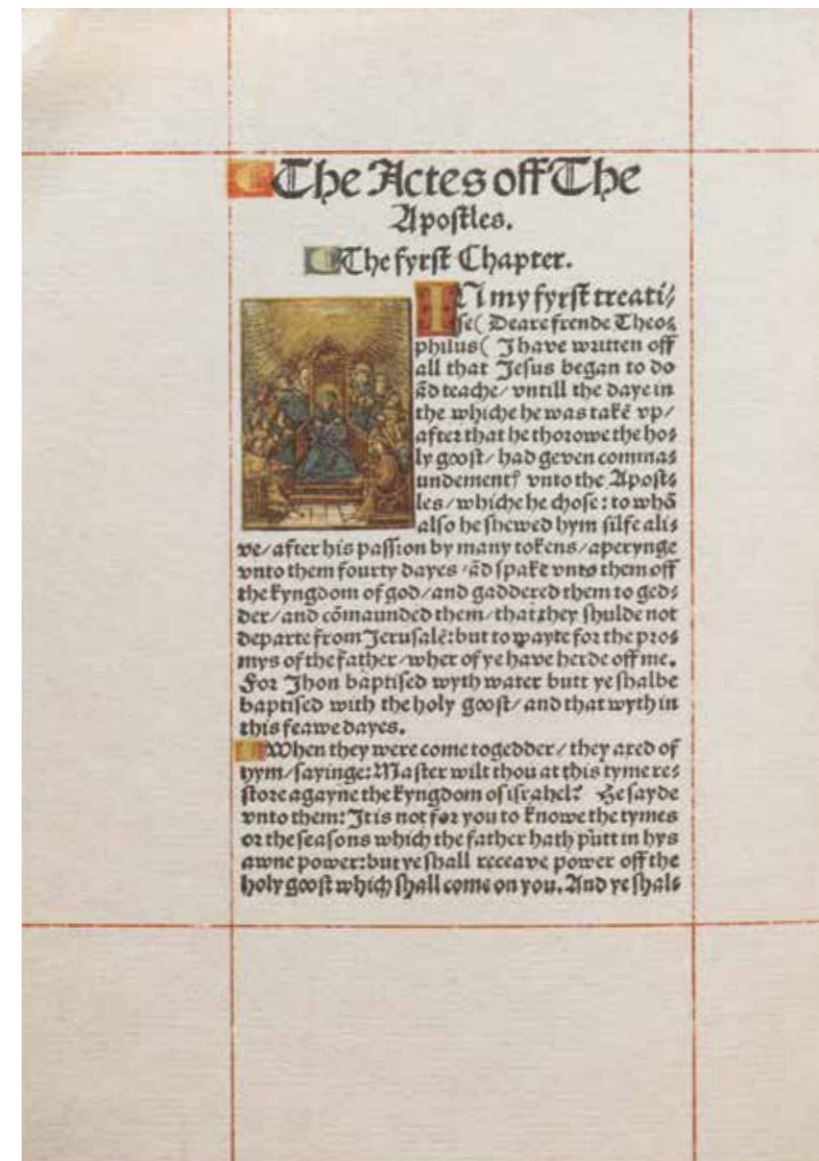 The Actes off The
Apostles.
The fyrst Chapter.
IN my fyrst treati/
se( Deare frende Theo⸗
philus( I have written off
all that Jesus began to do
ãd teache/ vntill the daye in
the whiche he was takẽ vp/
after that he thorowe the ho⸗
ly goost/ had geven comma⸗
undementꝭ vnto the Apost⸗
les/ whiche he chose: to whõ
also he shewed hym silfe ali⸗
ve/ after his passion by many tokens/ aperynge
vnto them fourty dayes/ ãd spake vnto them off
the kyngdom of god/ and gaddered them to ged⸗
der/ and cõmaunded them/ that they shulde not
departe from Jerusalẽ: but to wayte for the pro⸗
mys of the father/ wher of ye have herde off me.
For Jhon baptised wyth water butt ye shalbe
baptised with the holy goost/ and that wyth in
this feawe dayes.
When they were come togedder/ they axed of
hym/ sayinge: Master wilt thou at this tyme re⸗
store agayne the kyngdom of israhel? He sayde
vnto them: It is not for you to knowe the tymes
or the seasons which the father hath putt in hys
awne power: but ye shall receave power off the
holy goost which shall come on you. And ye shal⸗